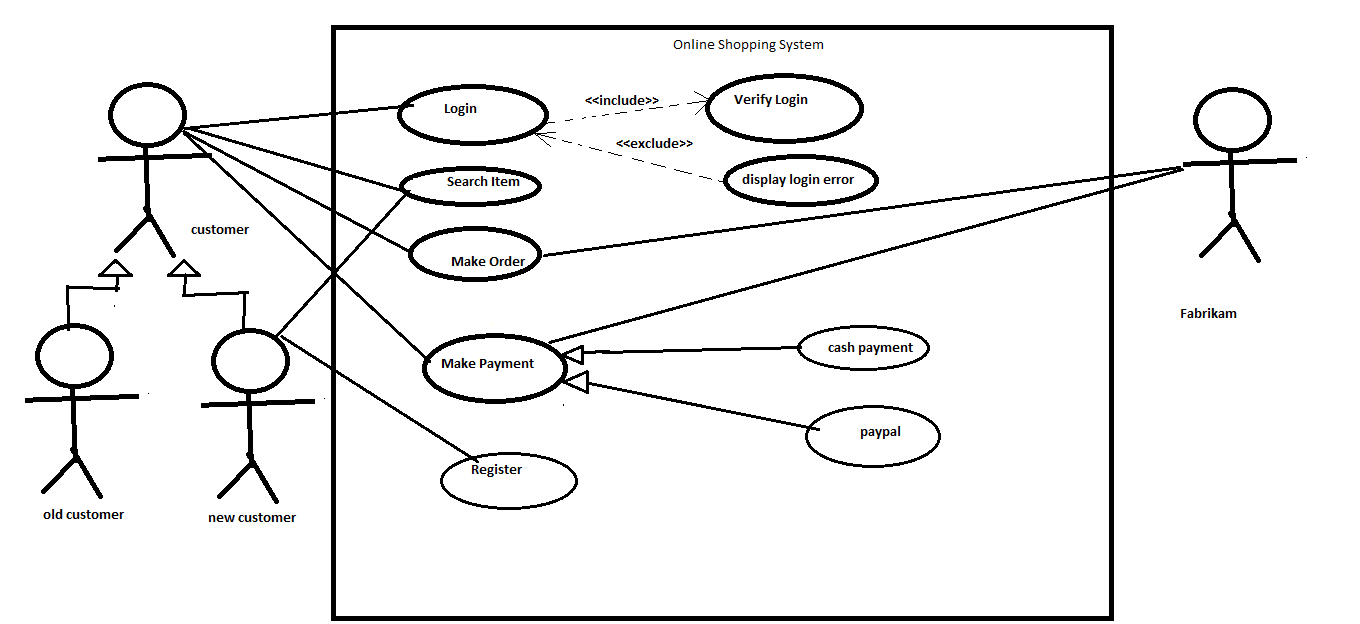 Online Shopping System
Login
<<include>>
Verify Login
<<exclude>>
display login error
Search Item
customer
Make Order
Fabrikam
Make Payment
cash payment
paypal
Register
old customer
new customer